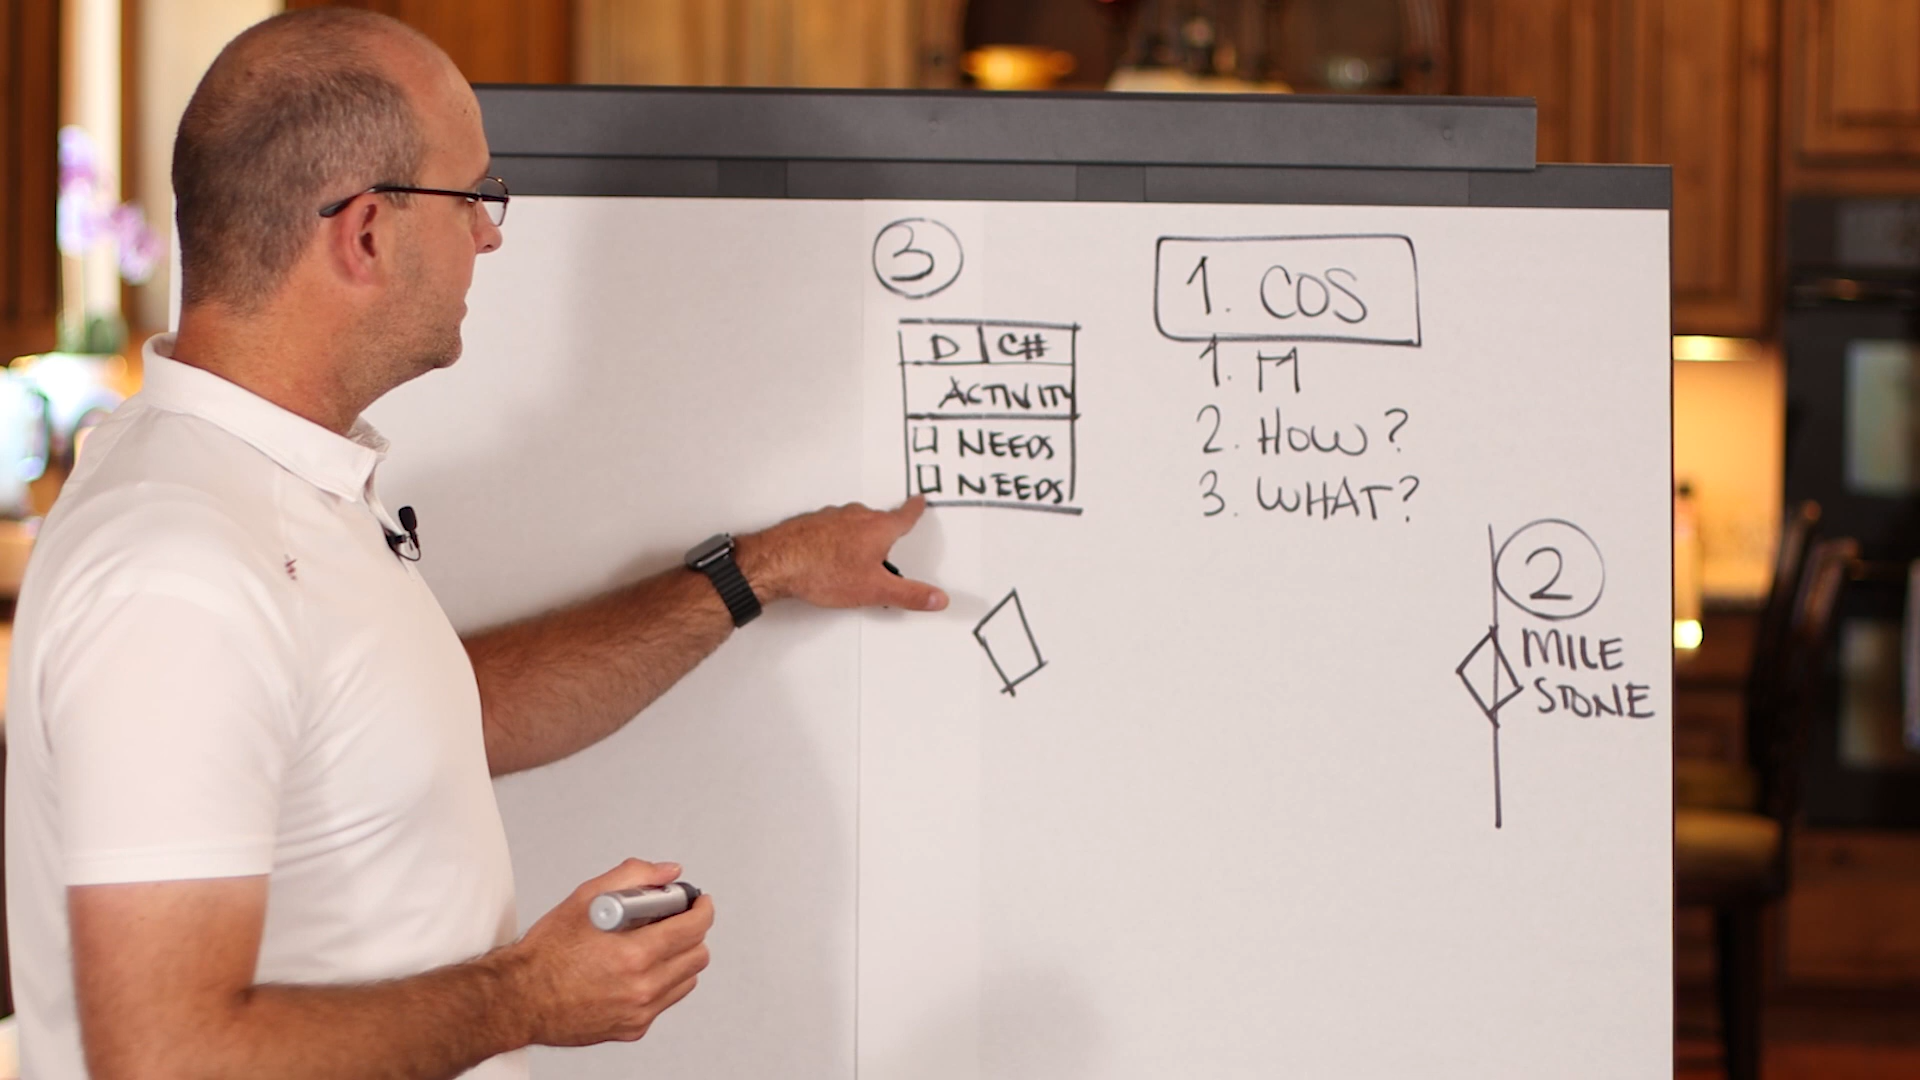 3
D | C#
ACTIVITY
NEEDS
NEEDS
1. COS
1. M
2. HOW?
3. WHAT?
2
MILE
STONE